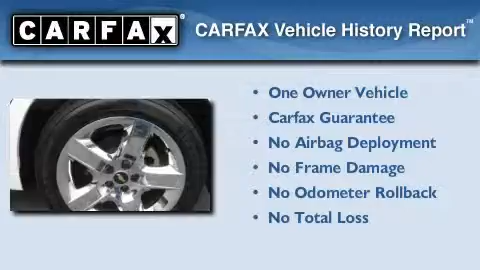 CARFAX® CARFAX Vehicle History Report™
• One Owner Vehicle
• Carfax Guarantee
• No Airbag Deployment
• No Frame Damage
• No Odometer Rollback
• No Total Loss